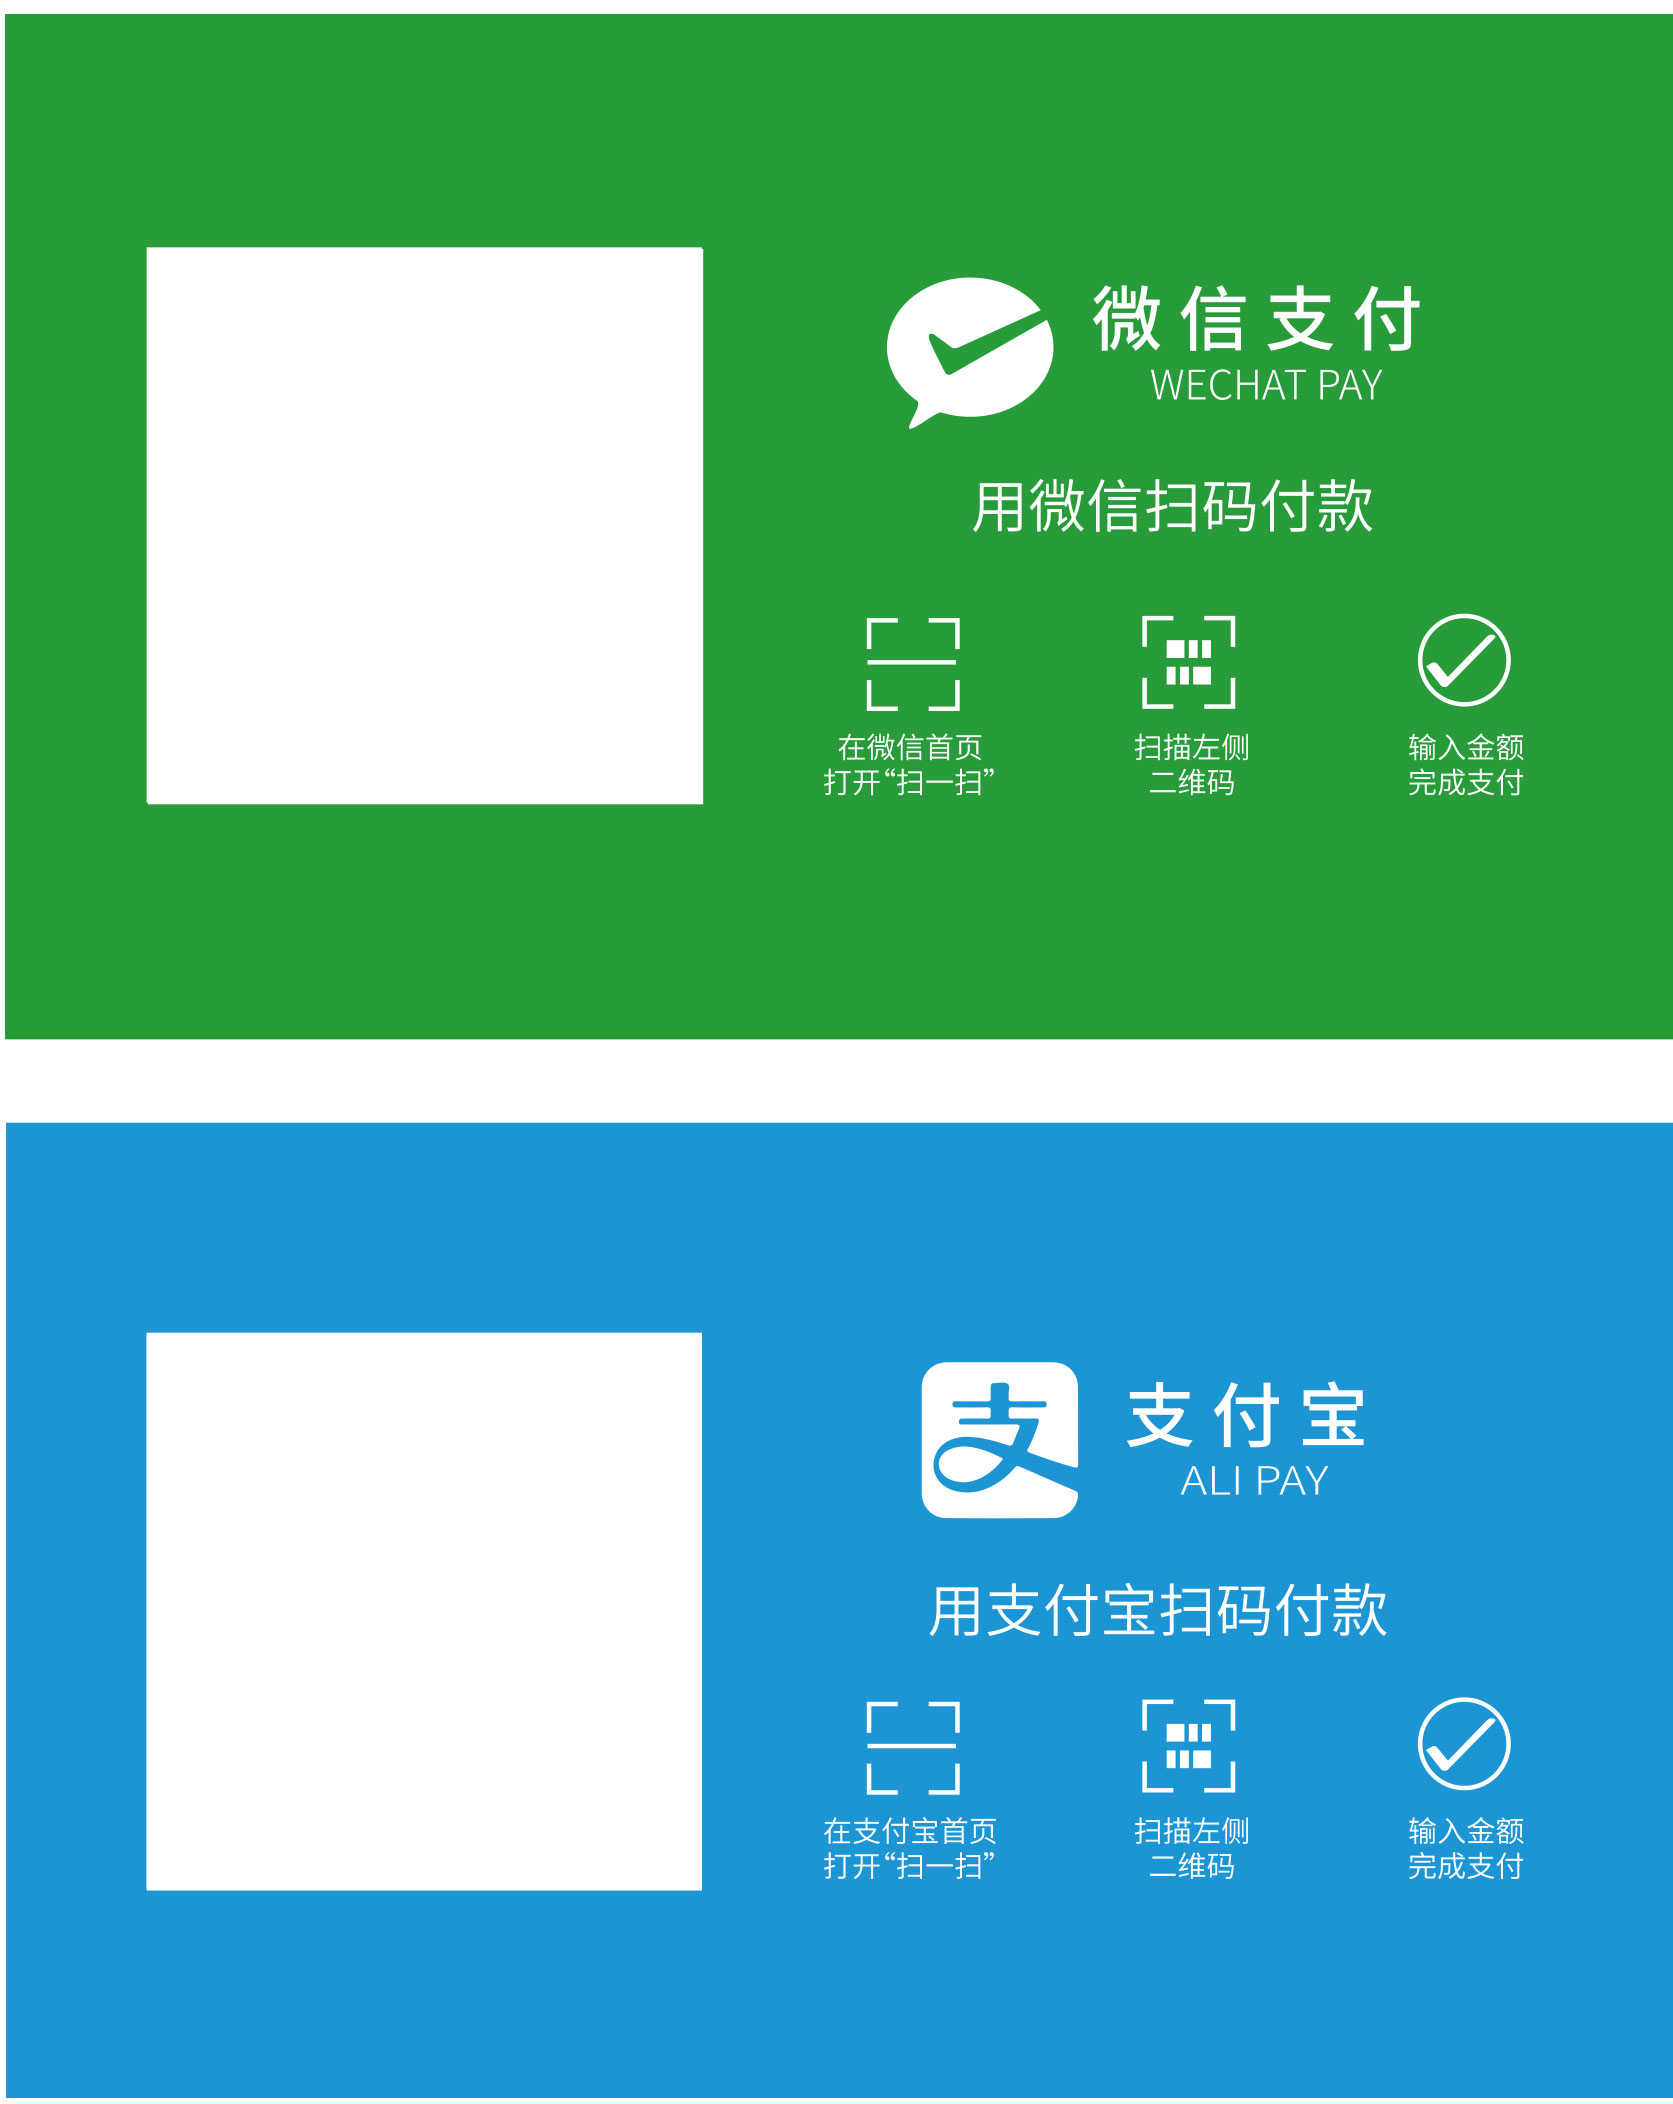 微信支付
WECHAT PAY
用微信扫码付款
在微信首页
打开“扫一扫”
扫描左侧
二维码
输入金额
完成支付
支
支付宝
ALI PAY
用支付宝扫码付款
在支付宝首页
打开“扫一扫”
扫描左侧
二维码
输入金额
完成支付